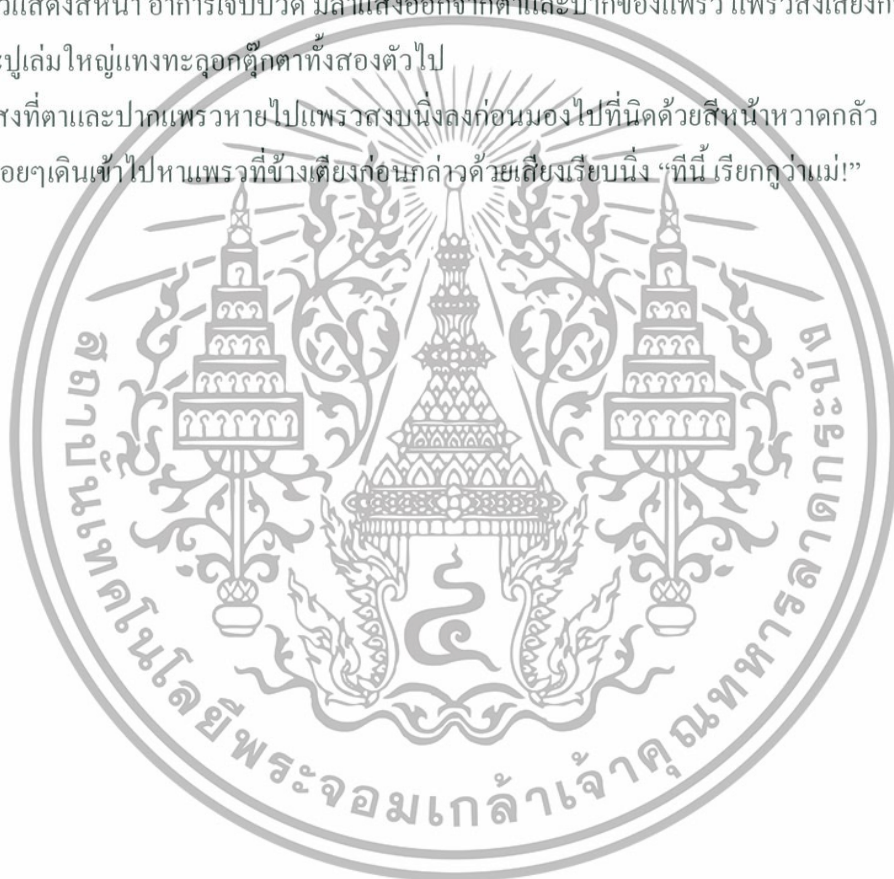 วแสดงสีหน้า อาการเจ็บปวด มีลำแสงออกจากตาและปากของแพรว แพรวส่งเสียงก
ะปูเล่มใหญ่แทงทะลุอกตุ๊กตาทั้งสองตัวไป
สงที่ตาและปากแพรวหายไปแพรวสงบนิ่งลงก่อนมองไปที่นิดด้วยสีหน้าหวาดกลัว
อยๆเดินเข้าไปหาแพรวที่ข้างเตียงก่อนกล่าวด้วยเสียงเรียบนิ่ง “ทีนี้ เรียกกูว่าแม่!”
สถาบันเทคโนโลยีพระจอมเกล้าเจ้าคุณทหารลาดกระบัง
๔